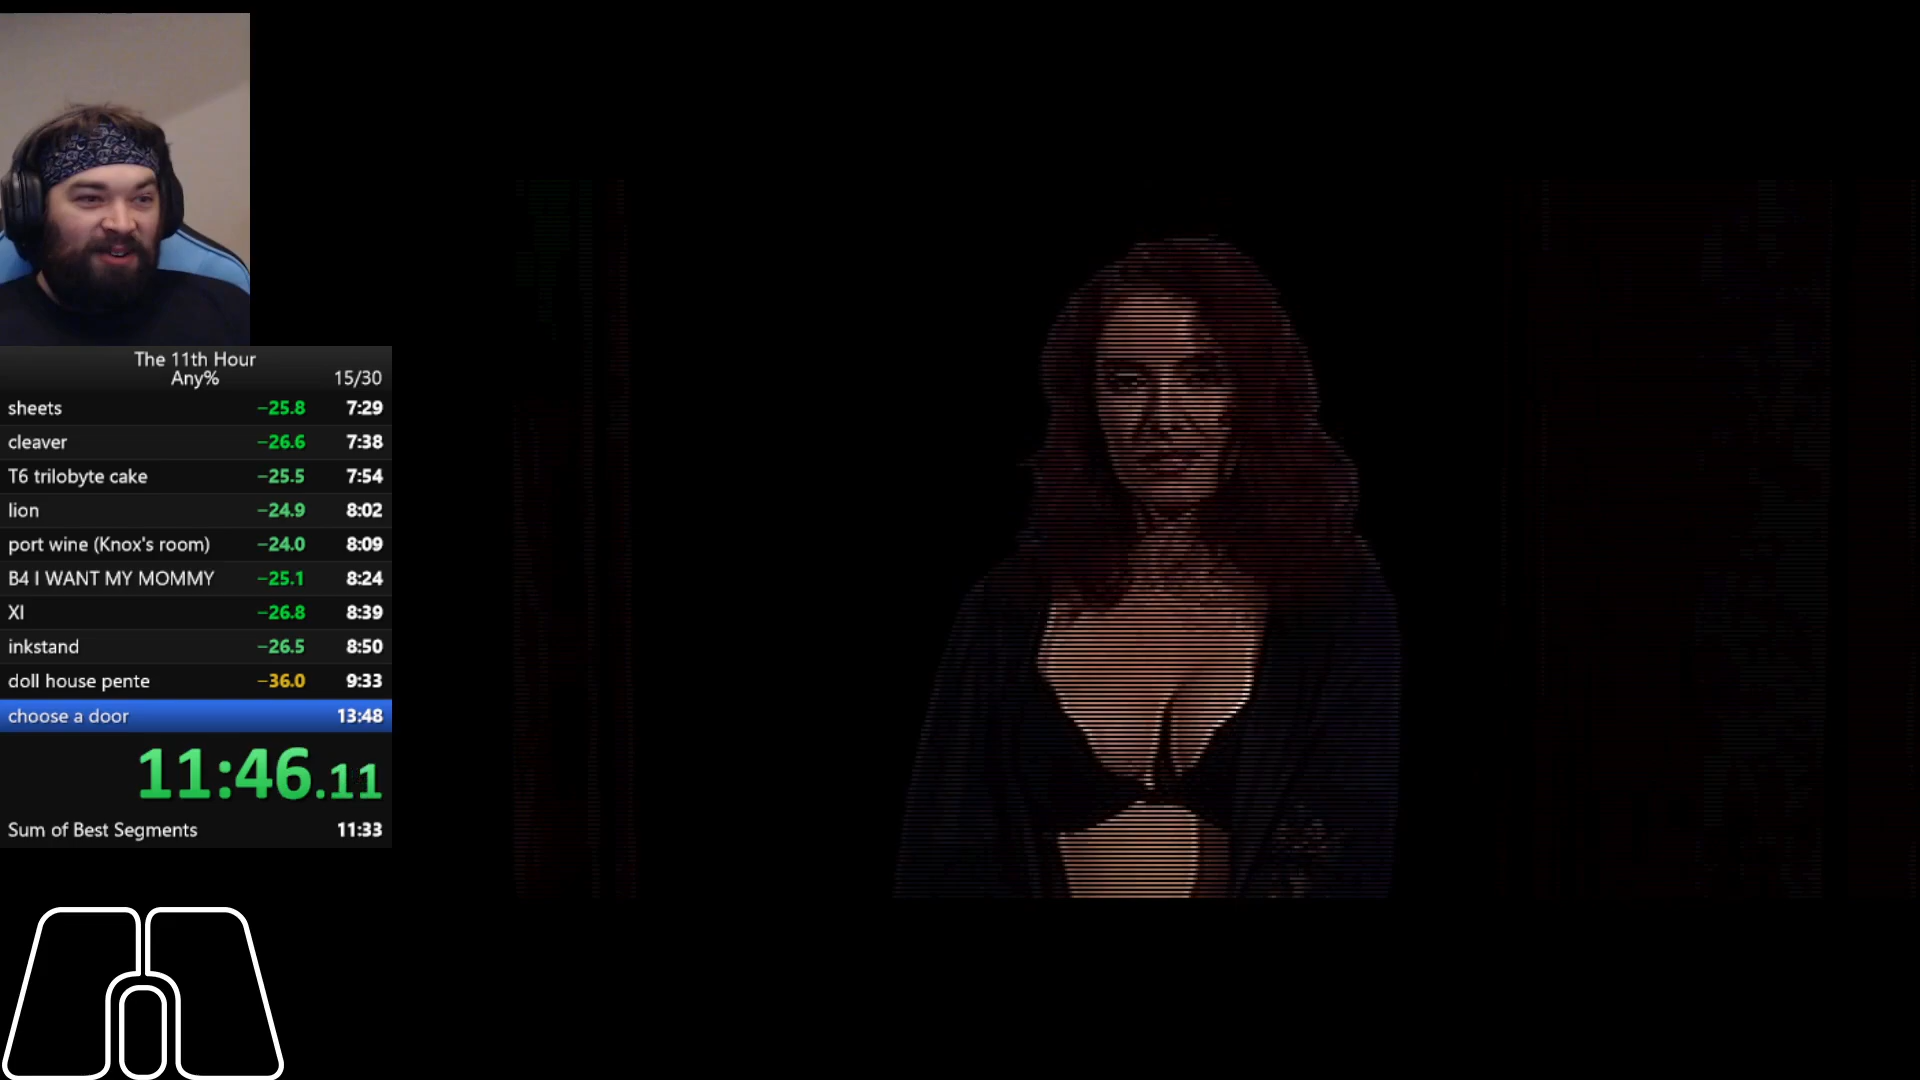 The 11th Hour
Any% 15/30
sheets −25.8 7:29
cleaver −26.6 7:38
T6 trilobyte cake −25.5 7:54
lion −24.9 8:02
port wine (Knox's room) −24.0 8:09
B4 I WANT MY MOMMY −25.1 8:24
XI −26.8 8:39
inkstand −26.5 8:50
doll house pente −36.0 9:33
choose a door 13:48
11:46.11
Sum of Best Segments 11:33